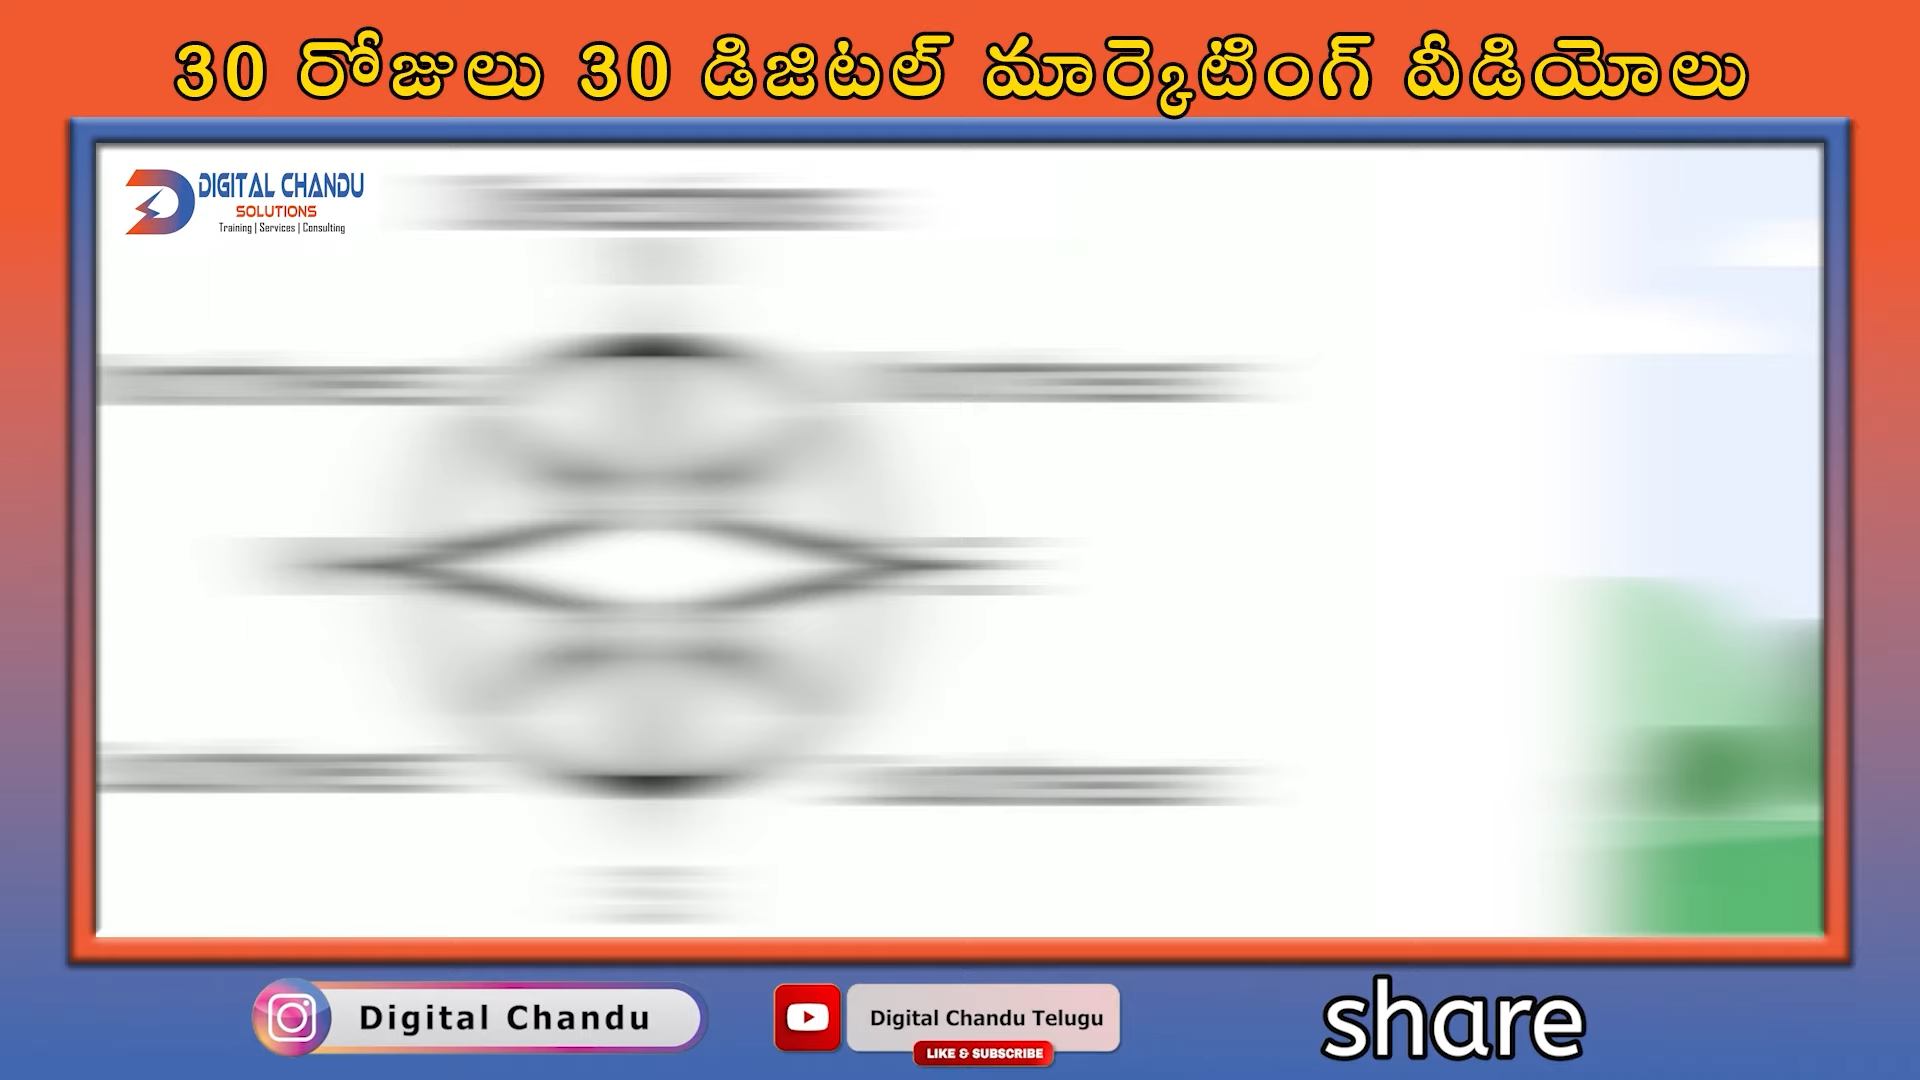 30 రోజులు 30 డిజిటల్ మార్కెటింగ్ వీడియోలు
DIGITAL CHANDU
SOLUTIONS
Training | Services | Consulting
Digital Chandu
Digital Chandu Telugu
LIKE & SUBSCRIBE
share